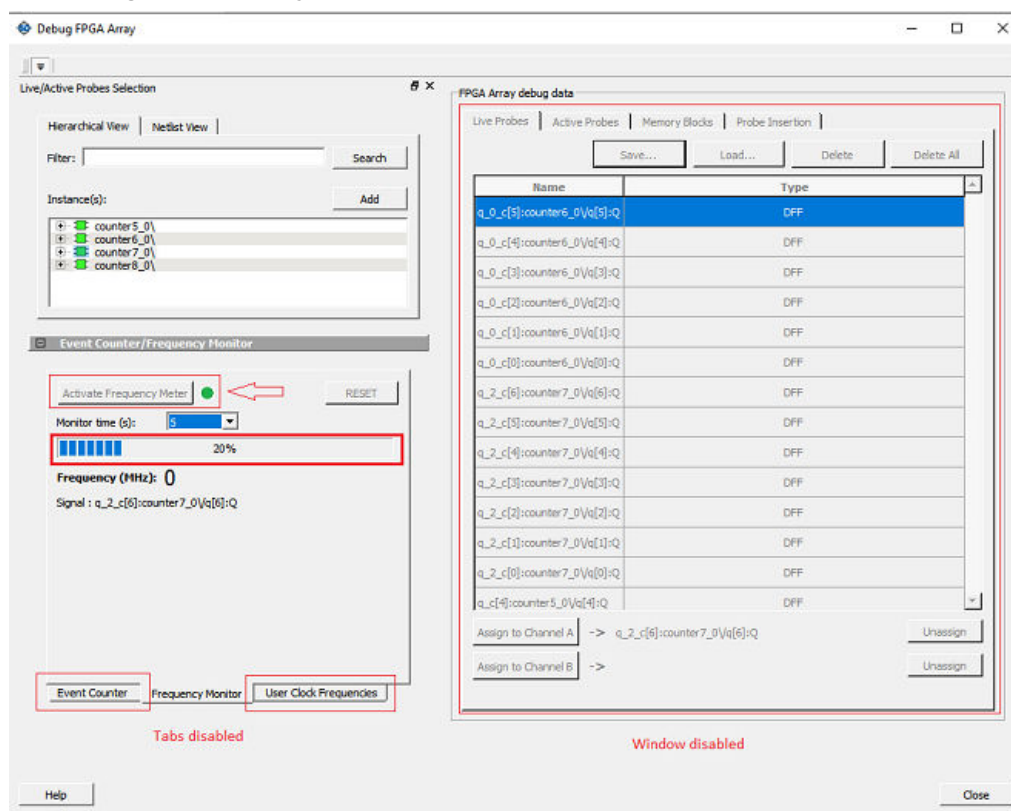 Debug FPGA Array
Live/Active Probes Selection
Hierarchical View Netlist View
Filter: Search
Instance(s): Add
counter5_0\
counter6_0\
counter7_0\
counter8_0\
Event Counter/Frequency Monitor
Activate Frequency Meter RESET
Monitor time (s): 5
20%
Frequency (MHz): 0
Signal : q_2_c[6]:counter7_0\/q[6]:Q
Event Counter Frequency Monitor User Clock Frequencies
Tabs disabled
FPGA Array debug data
Live Probes Active Probes Memory Blocks Probe Insertion
Save... Load... Delete Delete All
Name Type
q_0_c[5]:counter6_0\/q[5]:Q DFF
q_0_c[4]:counter6_0\/q[4]:Q DFF
q_0_c[3]:counter6_0\/q[3]:Q DFF
q_0_c[2]:counter6_0\/q[2]:Q DFF
q_0_c[1]:counter6_0\/q[1]:Q DFF
q_0_c[0]:counter6_0\/q[0]:Q DFF
q_2_c[6]:counter7_0\/q[6]:Q DFF
q_2_c[5]:counter7_0\/q[5]:Q DFF
q_2_c[4]:counter7_0\/q[4]:Q DFF
q_2_c[3]:counter7_0\/q[3]:Q DFF
q_2_c[2]:counter7_0\/q[2]:Q DFF
q_2_c[1]:counter7_0\/q[1]:Q DFF
q_2_c[0]:counter7_0\/q[0]:Q DFF
q_c[4]:counter5_0\/q[4]:Q DFF
Assign to Channel A -> q_2_c[6]:counter7_0\/q[6]:Q Unassign
Assign to Channel B -> Unassign
Window disabled
Help Close